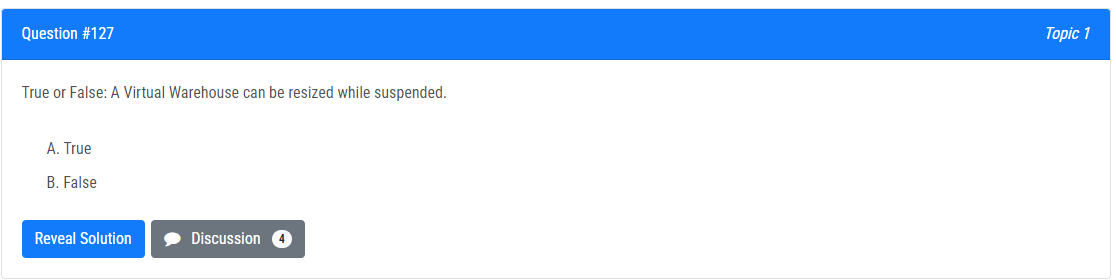 Question #127
Topic 1
True or False: A Virtual Warehouse can be resized while suspended.
A. True
B. False
Reveal Solution
Discussion 4